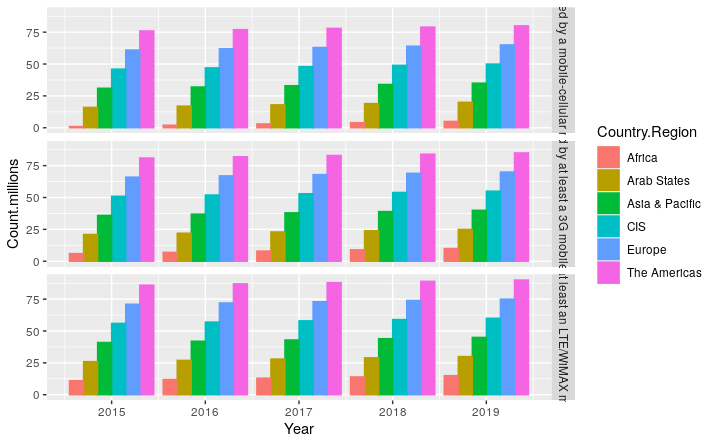 75
50
25
0
ed by a mobile-cellular
75
50
25
0
d by at least a 3G mobile
75
50
25
0
at least an LTE/WiMAX m
2015 2016 2017 2018 2019
Year
Count.millions
Country.Region
Africa
Arab States
Asia & Pacific
CIS
Europe
The Americas